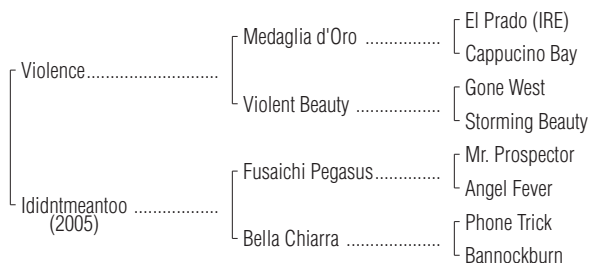 El Prado (IRE)
Medaglia d'Oro ................
Cappucino Bay
Violence............................
Gone West
Violent Beauty ..................
Storming Beauty
Mr. Prospector
Fusaichi Pegasus..............
Angel Fever
Ididntmeantoo ..................
(2005)
Phone Trick
Bella Chiarra ....................
Bannockburn